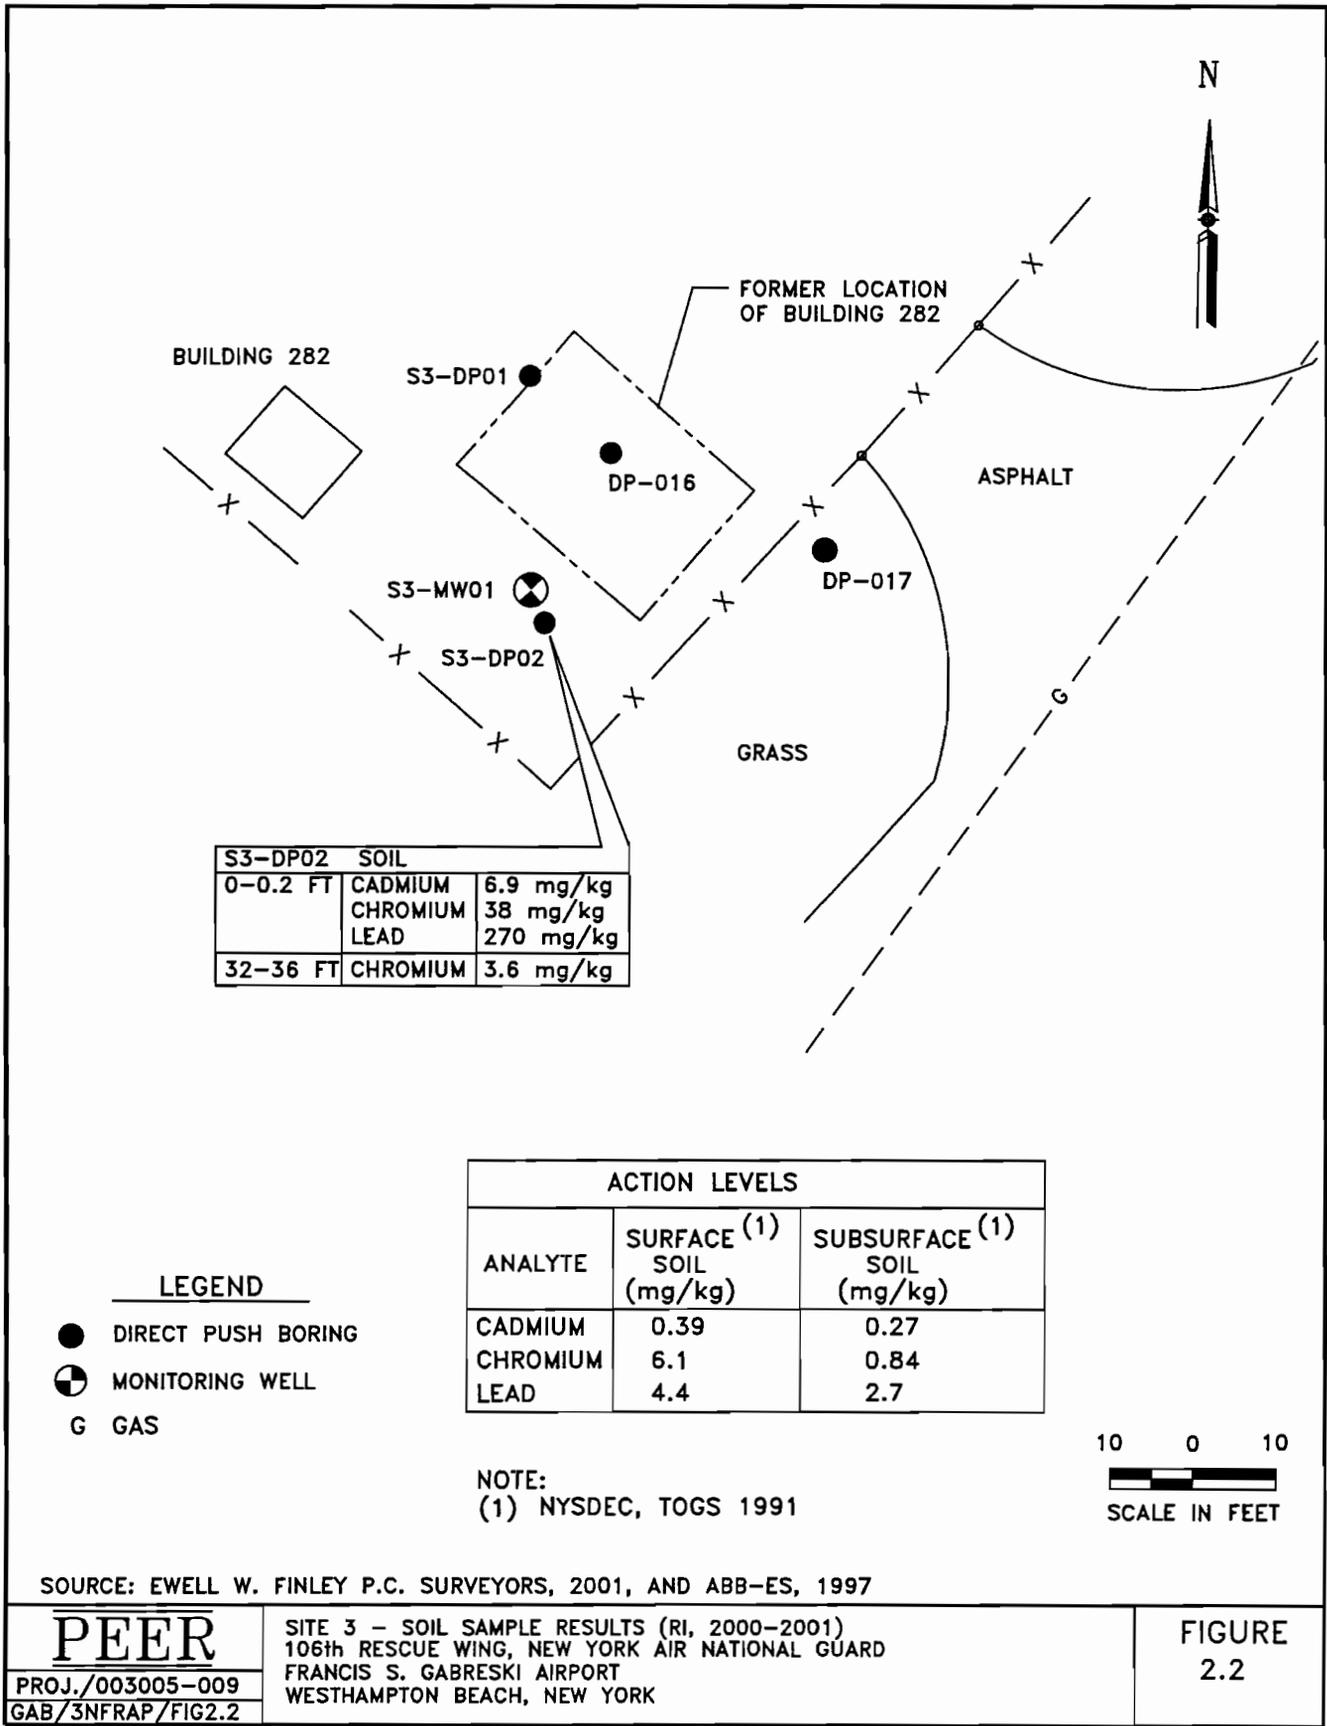 N
FORMER LOCATION
OF BUILDING 282
BUILDING 282
S3-DP01
DP-016
ASPHALT
DP-017
S3-MW01
S3-DP02
X
X
X
X
X
X
X
X
X
G
GRASS
S3-DP02 SOIL
0-0.2 FT CADMIUM 6.9 mg/kg
CHROMIUM 38 mg/kg
LEAD 270 mg/kg
32-36 FT CHROMIUM 3.6 mg/kg
ACTION LEVELS
ANALYTE
SURFACE (1)
SOIL
(mg/kg)
SUBSURFACE (1)
SOIL
(mg/kg)
CADMIUM 0.39 0.27
CHROMIUM 6.1 0.84
LEAD 4.4 2.7
LEGEND
DIRECT PUSH BORING
MONITORING WELL
G GAS
NOTE:
(1) NYSDEC, TOGS 1991
10 0 10
SCALE IN FEET
SOURCE: EWELL W. FINLEY P.C. SURVEYORS, 2001, AND ABB-ES, 1997
PEER
PROJ./003005-009
GAB/3NFRAP/FIG2.2
SITE 3 - SOIL SAMPLE RESULTS (RI, 2000-2001)
106th RESCUE WING, NEW YORK AIR NATIONAL GUARD
FRANCIS S. GABRESKI AIRPORT
WESTHAMPTON BEACH, NEW YORK
FIGURE
2.2